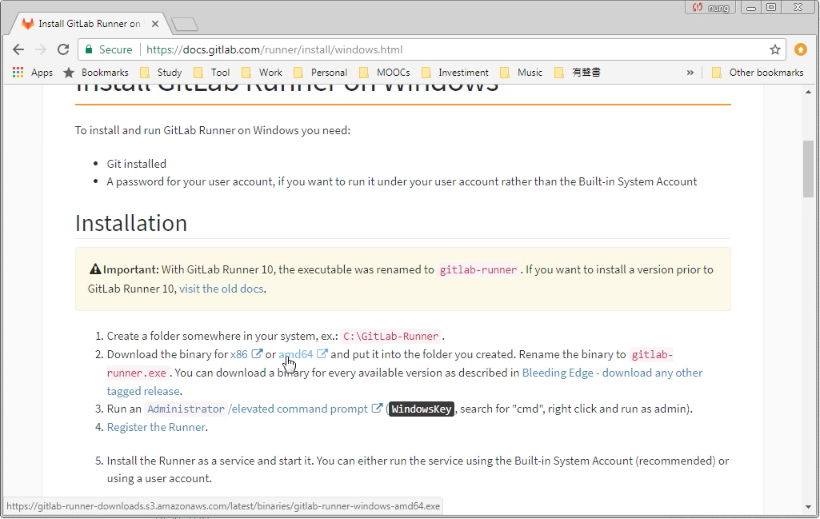 nung
Install GitLab Runner on
Secure https://docs.gitlab.com/runner/install/windows.html
Apps Bookmarks Study Tool Work Personal MOOCs Investiment Music 有聲書 » Other bookmarks
Install GitLab Runner on Windows
To install and run GitLab Runner on Windows you need:
• Git installed
• A password for your user account, if you want to run it under your user account rather than the Built-in System Account
Installation
Important: With GitLab Runner 10, the executable was renamed to gitlab-runner. If you want to install a version prior to
GitLab Runner 10, visit the old docs.
1. Create a folder somewhere in your system, ex.: C:\GitLab-Runner.
2. Download the binary for x86 or amd64 and put it into the folder you created. Rename the binary to gitlab-
runner.exe. You can download a binary for every available version as described in Bleeding Edge - download any other
tagged release.
3. Run an Administrator/elevated command prompt (WindowsKey, search for "cmd", right click and run as admin).
4. Register the Runner.
5. Install the Runner as a service and start it. You can either run the service using the Built-in System Account (recommended) or
using a user account.
https://gitlab-runner-downloads.s3.amazonaws.com/latest/binaries/gitlab-runner-windows-amd64.exe